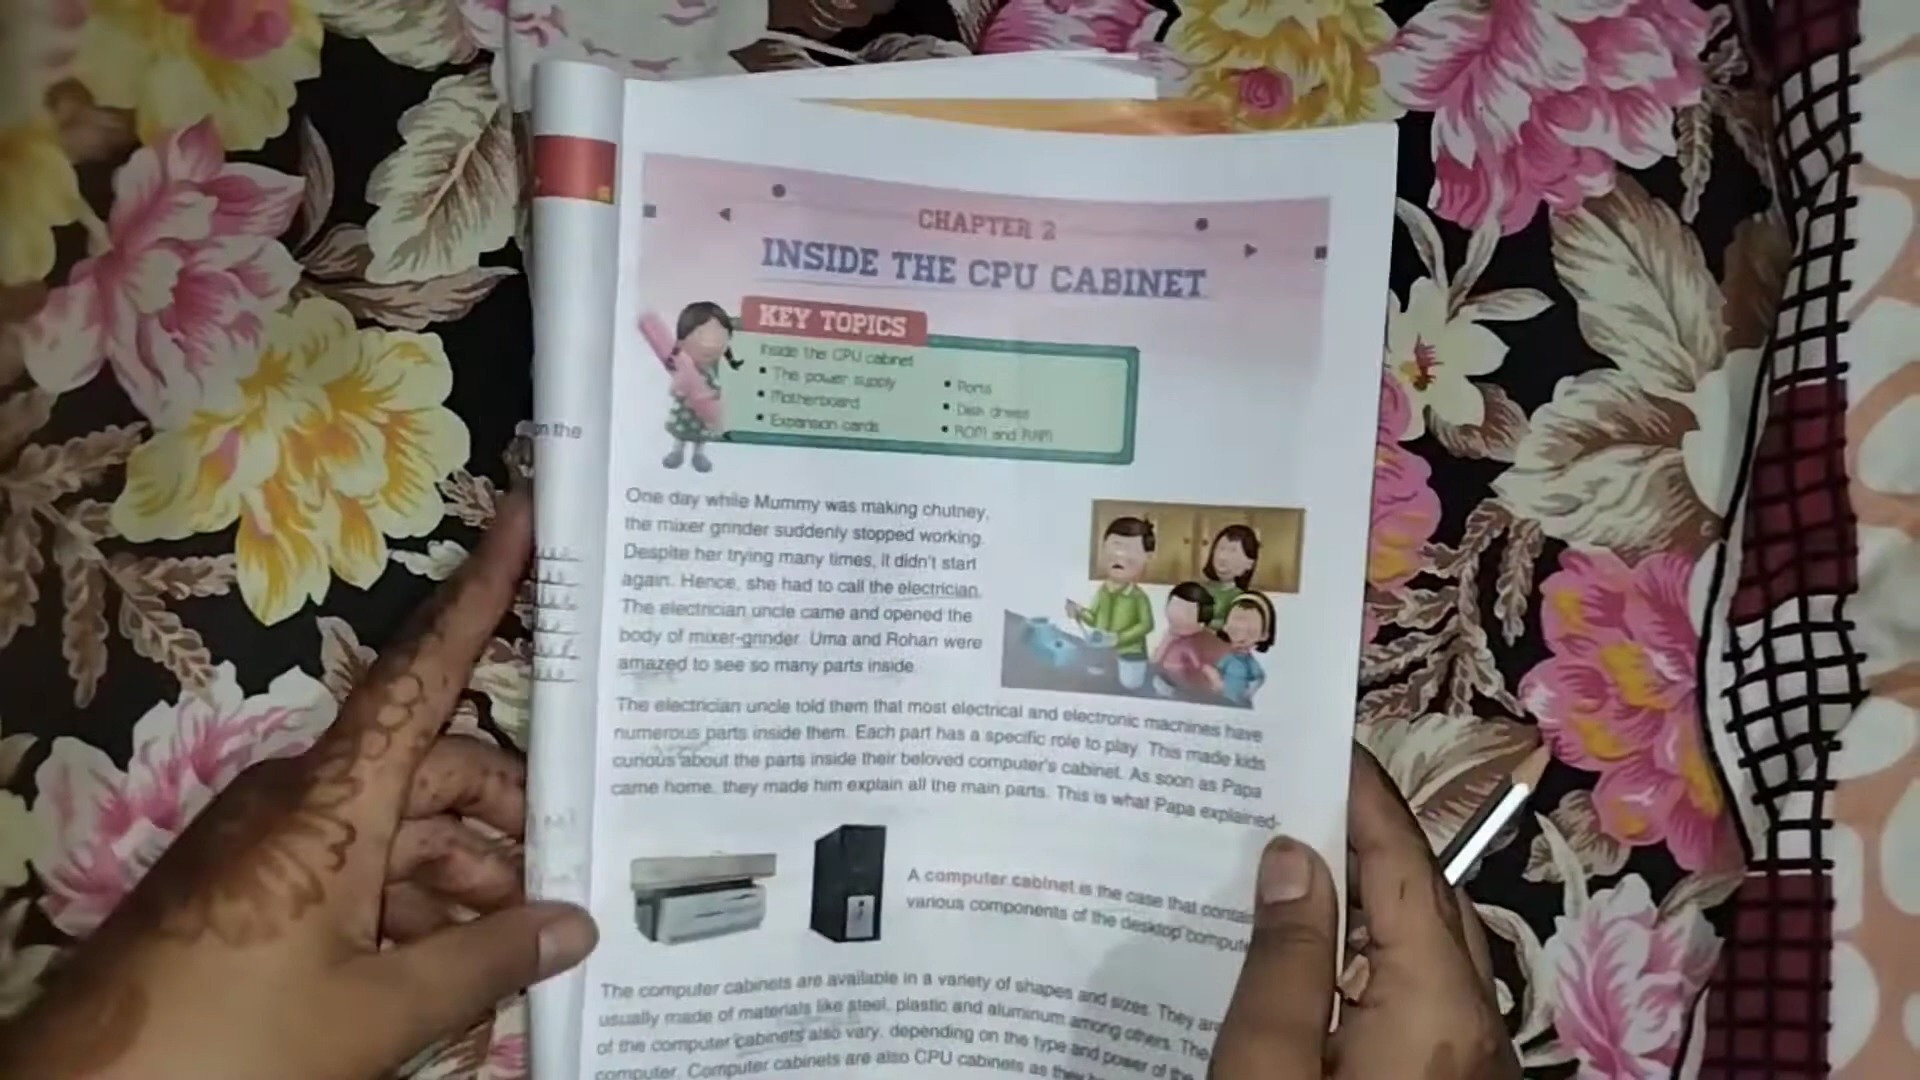 CHAPTER 2
INSIDE THE CPU CABINET
KEY TOPICS
Inside the CPU cabinet
• The power supply
• Motherboard
• Expansion cards
• Ports
• Disk drives
• ROM and RAM
on the
One day while Mummy was making chutney,
the mixer grinder suddenly stopped working.
Despite her trying many times, it didn't start
again. Hence, she had to call the electrician.
The electrician uncle came and opened the
body of mixer-grinder. Uma and Rohan were
amazed to see so many parts inside.
The electrician uncle told them that most electrical and electronic machines have
numerous parts inside them. Each part has a specific role to play. This made kids
curious about the parts inside their beloved computer's cabinet. As soon as Papa
came home, they made him explain all the main parts. This is what Papa explained-
A computer cabinet is the case that
various components of the desktop
The computer cabinets are available in a variety of shapes and sizes. They are
usually made of materials like steel, plastic and aluminum among others. The
of the computer cabinets also vary, depending on the type and power of the
computer. Computer cabinets are also CPU cabinets as they